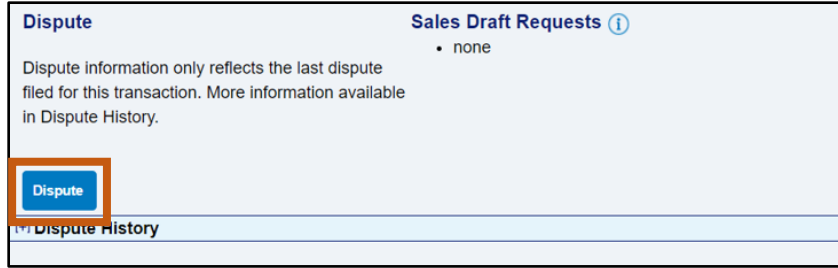 Dispute
Sales Draft Requests i
• none
Dispute information only reflects the last dispute
filed for this transaction. More information available
in Dispute History.
Dispute
[+] Dispute History